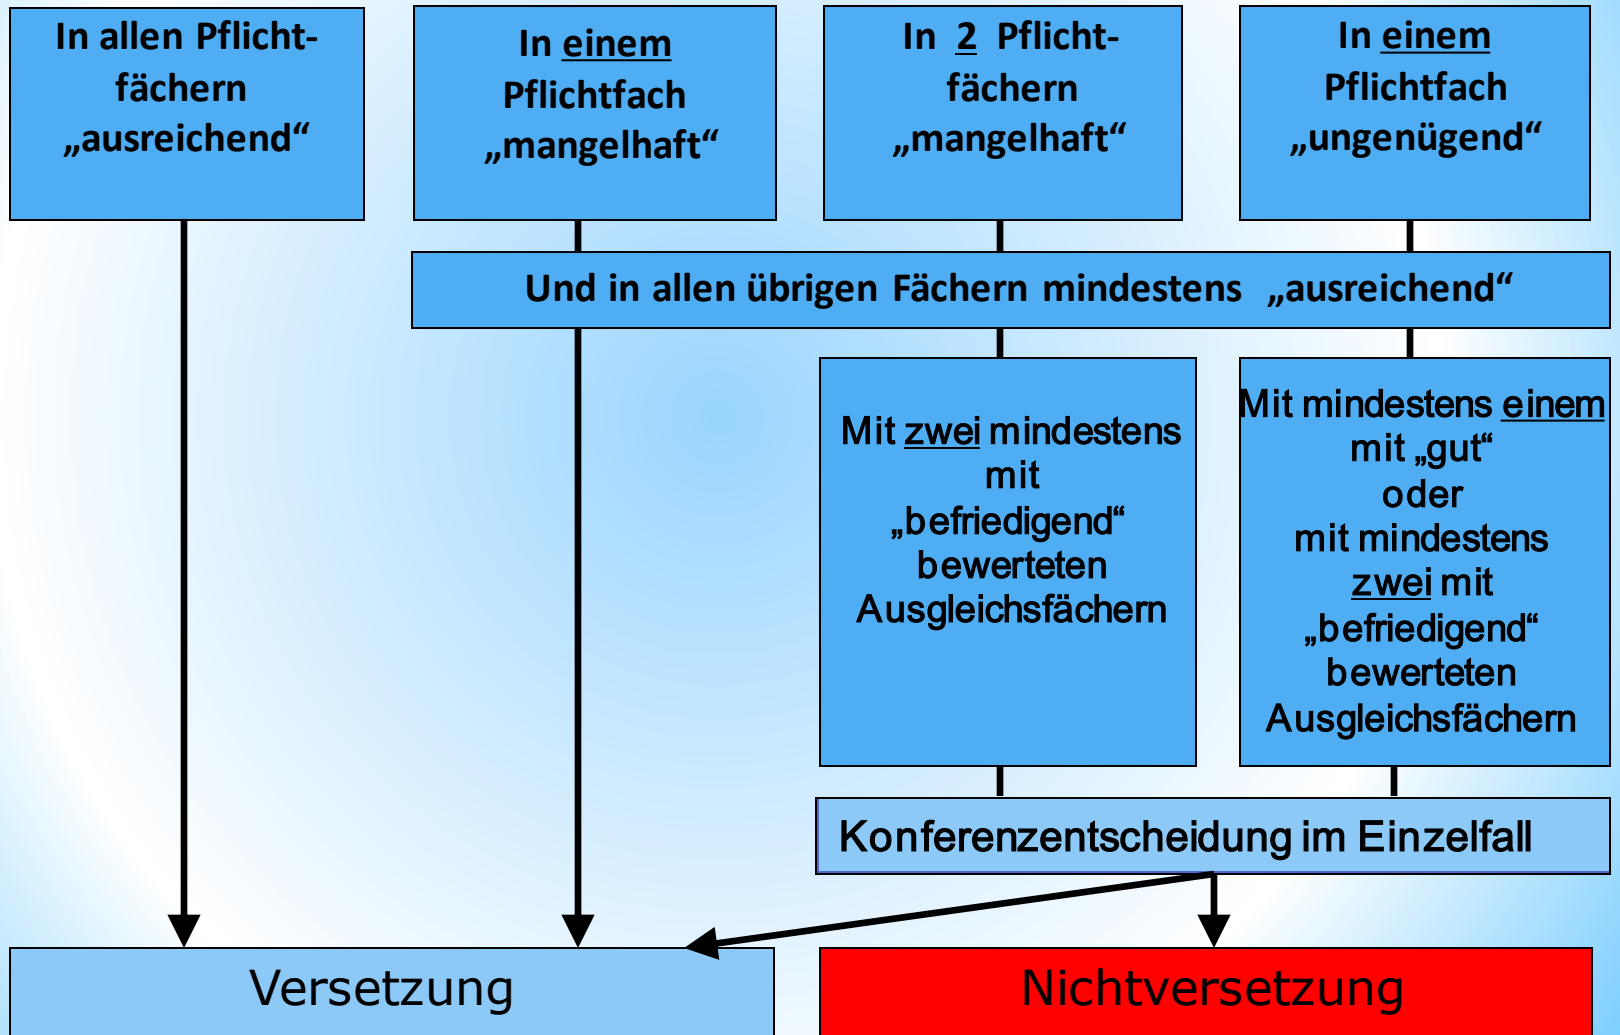 In allen Pflicht-
fächern
„ausreichend“
In einem
Pflichtfach
„mangelhaft“
In 2 Pflicht-
fächern
„mangelhaft“
In einem
Pflichtfach
„ungenügend“
Und in allen übrigen Fächern mindestens „ausreichend“
Mit zwei mindestens
mit
„befriedigend“
bewerteten
Ausgleichsfächern
Mit mindestens einem
mit „gut“
oder
mit mindestens
zwei mit
„befriedigend“
bewerteten
Ausgleichsfächern
Konferenzentscheidung im Einzelfall
Versetzung
Nichtversetzung